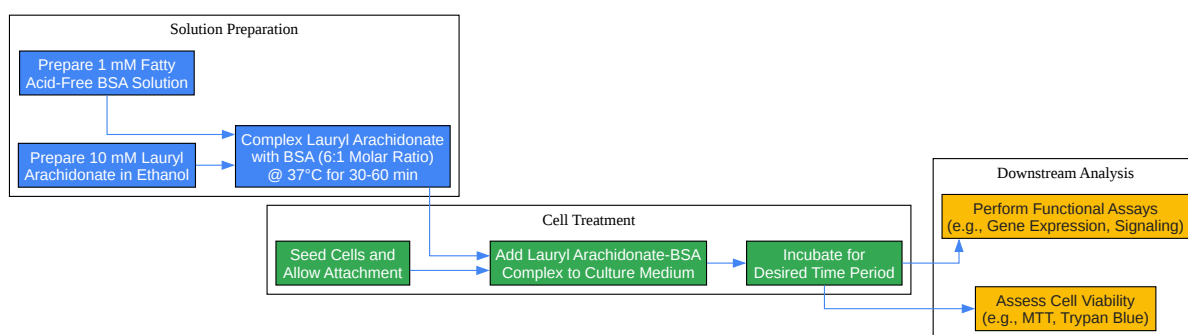 Solution Preparation
Prepare 1 mM Fatty
Acid-Free BSA Solution
Prepare 10 mM Lauryl
Arachidonate in Ethanol
Complex Lauryl Arachidonate
with BSA (6:1 Molar Ratio)
@ 37°C for 30-60 min
Cell Treatment
Seed Cells and
Allow Attachment
Add Lauryl Arachidonate-BSA
Complex to Culture Medium
Incubate for
Desired Time Period
Downstream Analysis
Perform Functional Assays
(e.g., Gene Expression, Signaling)
Assess Cell Viability
(e.g., MTT, Trypan Blue)